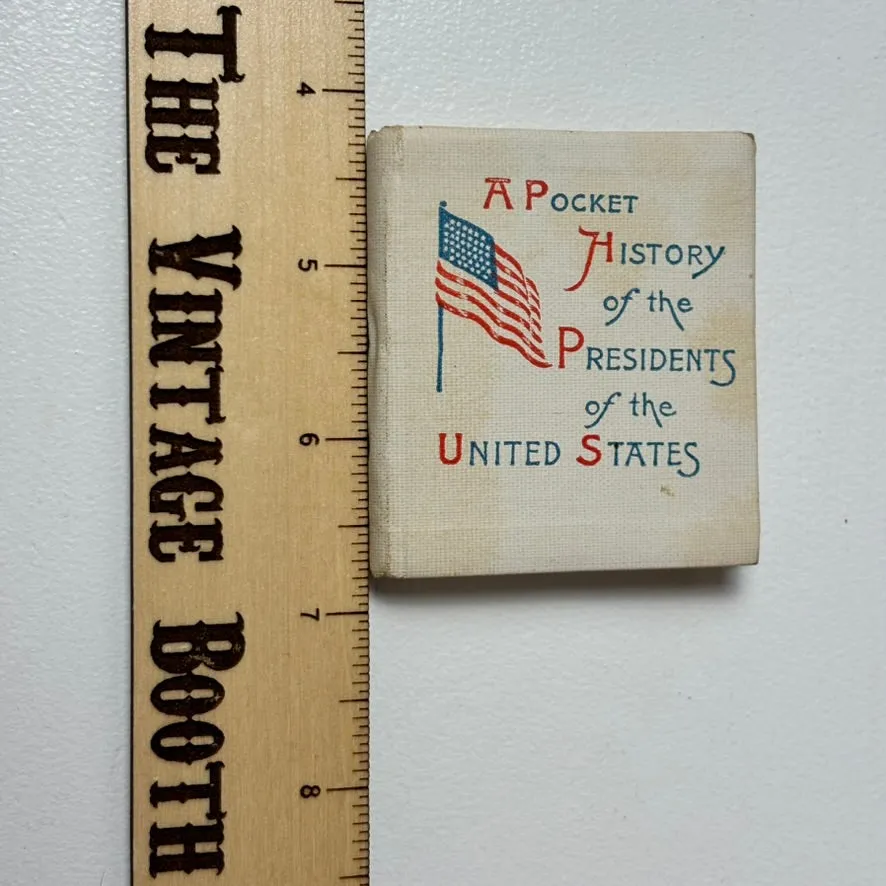 THE VINTAGE BOOTH
4
5
6
7
8
A POCKET
HISTORY
of the
PRESIDENTS
of the
UNITED STATES